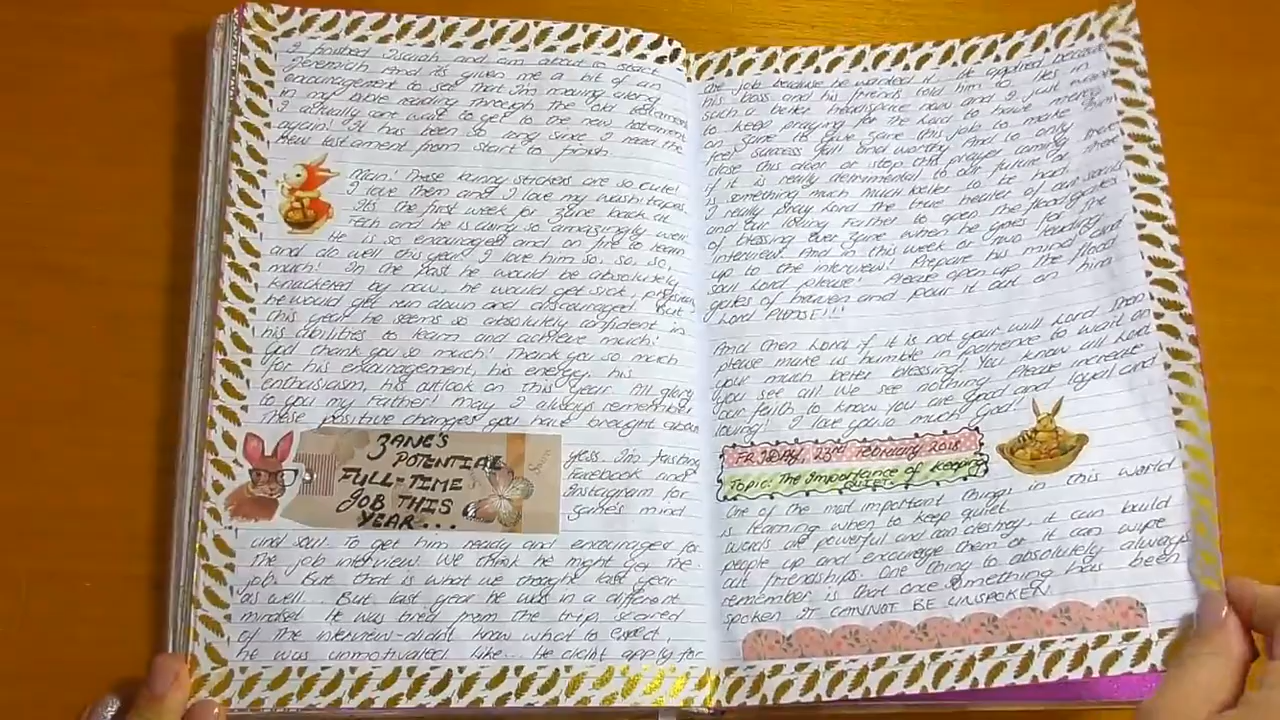 I finished Isaiah and am about to start
Jeremiah. And its given me a bit of an
encouragement to see that I'm moving along
in my bible reading through the old testament
I actually cant wait to get to the new testament
again! It has been so long since I read the
New testament from start to finish.
Man! These bunny stickers are so cute!
I love them and I love my washi tapes.
Its the first week for Zane back at
Tech and he is doing so amazingly well.
He is so encouraged and on fire to learn
and do well this year. I love him so, so, so,
much! In the past he would be absolutely
knackered by now, he would get sick, physically
he would get run down and discouraged. But
this year he seems so absolutely confident in
his abilities to learn and achieve much!
God thank you so much! Thank you so much
for his encouragement, his energy, his
enthusiasm, his outlook on this year. All glory
to you my Father! May I always remember
These positive changes you have brought about
ZANE'S
POTENTIAL
FULL-TIME
JOB THIS
YEAR...
yess. I'm fasting
Facebook and
Instagram for
mind
and soul. To get him ready and encouraged for
the job interview. We think he might get the
job. But that is what we thought last year
as well... But last year he was in a different
mindset. He was tired from the trip, scared
of the interview - didnt know what to expect,
he was unmotivated. Like... He didnt apply for
the job because he wanted it. He applied because
his boss and his friends told him to. He's in
such a better headspace now and I just want
to keep praying for the Lord to have mercy
on Zane to give Zane this job to make him
feel success full and worthy. And to only
close this door or stop this prayer coming true
if it is really detrimental to our future or there
is something much much better to be had.
I really pray Lord the true healer of our souls
and our loving Father to open the floodgates
of blessing over Zane when he goes for the
interview. And in this week or two leading
up to the interview! Prepare his mind and
soul Lord please! Please open up the flood
gates of heaven and pour it out on him
Lord PLEASE!!!
And then Lord if it is not your will Lord then
please make us humble in patience to wait on
your much better blessing. You know all Lord
you see all we see nothing. Please increase
our faith to know you are good and loyal and
loving! I love you so much God!
FRIDAY, 23rd February 2018
Topic: The Importance of keeping
quiet.
One of the most important things in this world
is learning when to keep quiet.
Words are powerful and can destroy, it can build
people up and encourage them or it can wipe
out friendships. One thing to absolutely always
remember is that once something has been
spoken IT CANNOT BE UNSPOKEN.